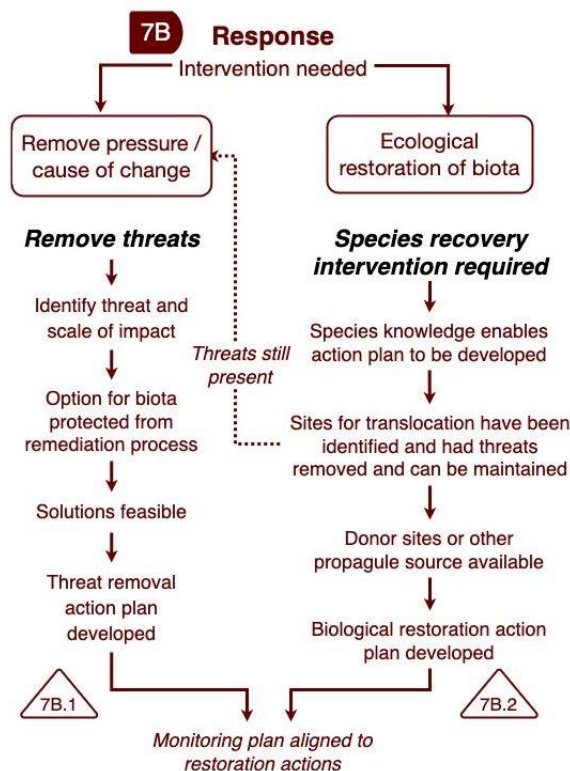 7B Response
Intervention needed
Remove pressure /
cause of change
Ecological
restoration of biota
Remove threats
Identify threat and
scale of impact
Option for biota
protected from
remediation process
Solutions feasible
Threat removal
action plan
developed
7B.1
Threats still
present
Species recovery
intervention required
Species knowledge enables
action plan to be developed
Sites for translocation have been
identified and had threats
removed and can be maintained
Donor sites or other
propagule source available
Biological restoration action
plan developed
7B.2
Monitoring plan aligned to
restoration actions